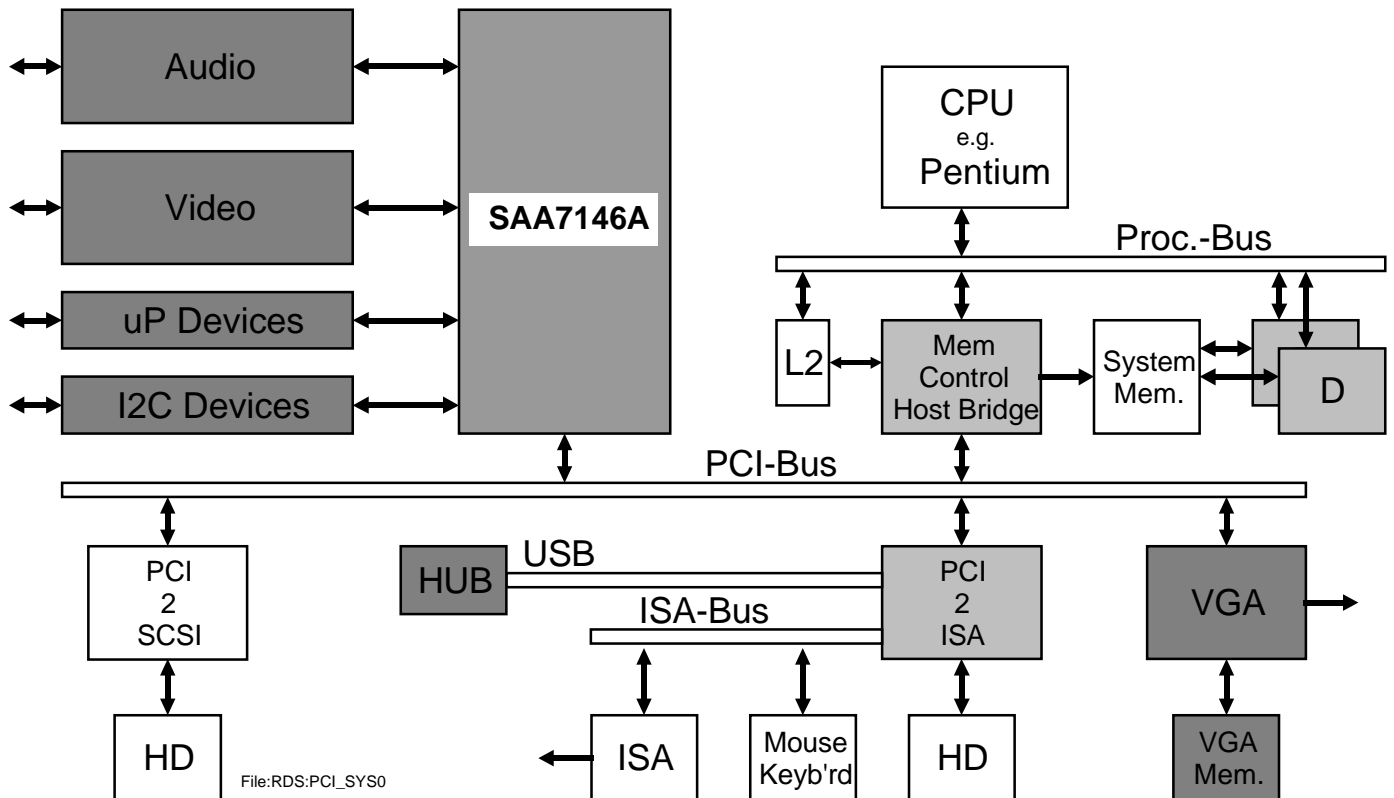 Audio
Video
uP Devices
I2C Devices
SAA7146A
CPU
e.g.
Pentium
Proc.-Bus
L2
Mem
Control
Host Bridge
System
Mem.
D
PCI-Bus
PCI
2
SCSI
HUB
USB
ISA-Bus
PCI
2
ISA
VGA
HD
File:RDS:PCI_SYS0
ISA
Mouse
Keyb'rd
HD
VGA
Mem.